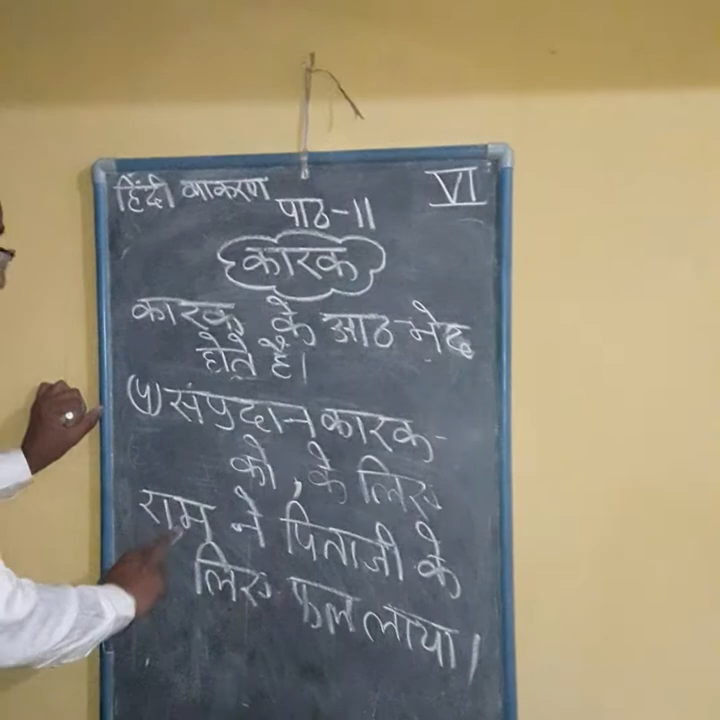 हिंदी व्याकरण
VI
पाठ-11
कारक
कारक के आठ भेद
होते हैं।
(4) संप्रदान कारक-
को, के लिए
रामू ने पिताजी के
लिए फल लाया।